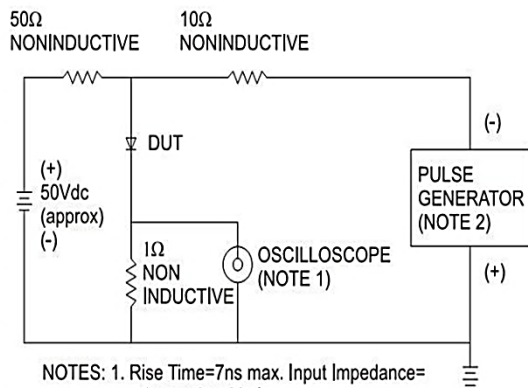 50Ω
NONINDUCTIVE
10Ω
NONINDUCTIVE
DUT
(+)
50Vdc
(approx)
(-)
1Ω
NON
INDUCTIVE
OSCILLOSCOPE
(NOTE 1)
(-)
PULSE
GENERATOR
(NOTE 2)
(+)
NOTES: 1. Rise Time=7ns max. Input Impedance=